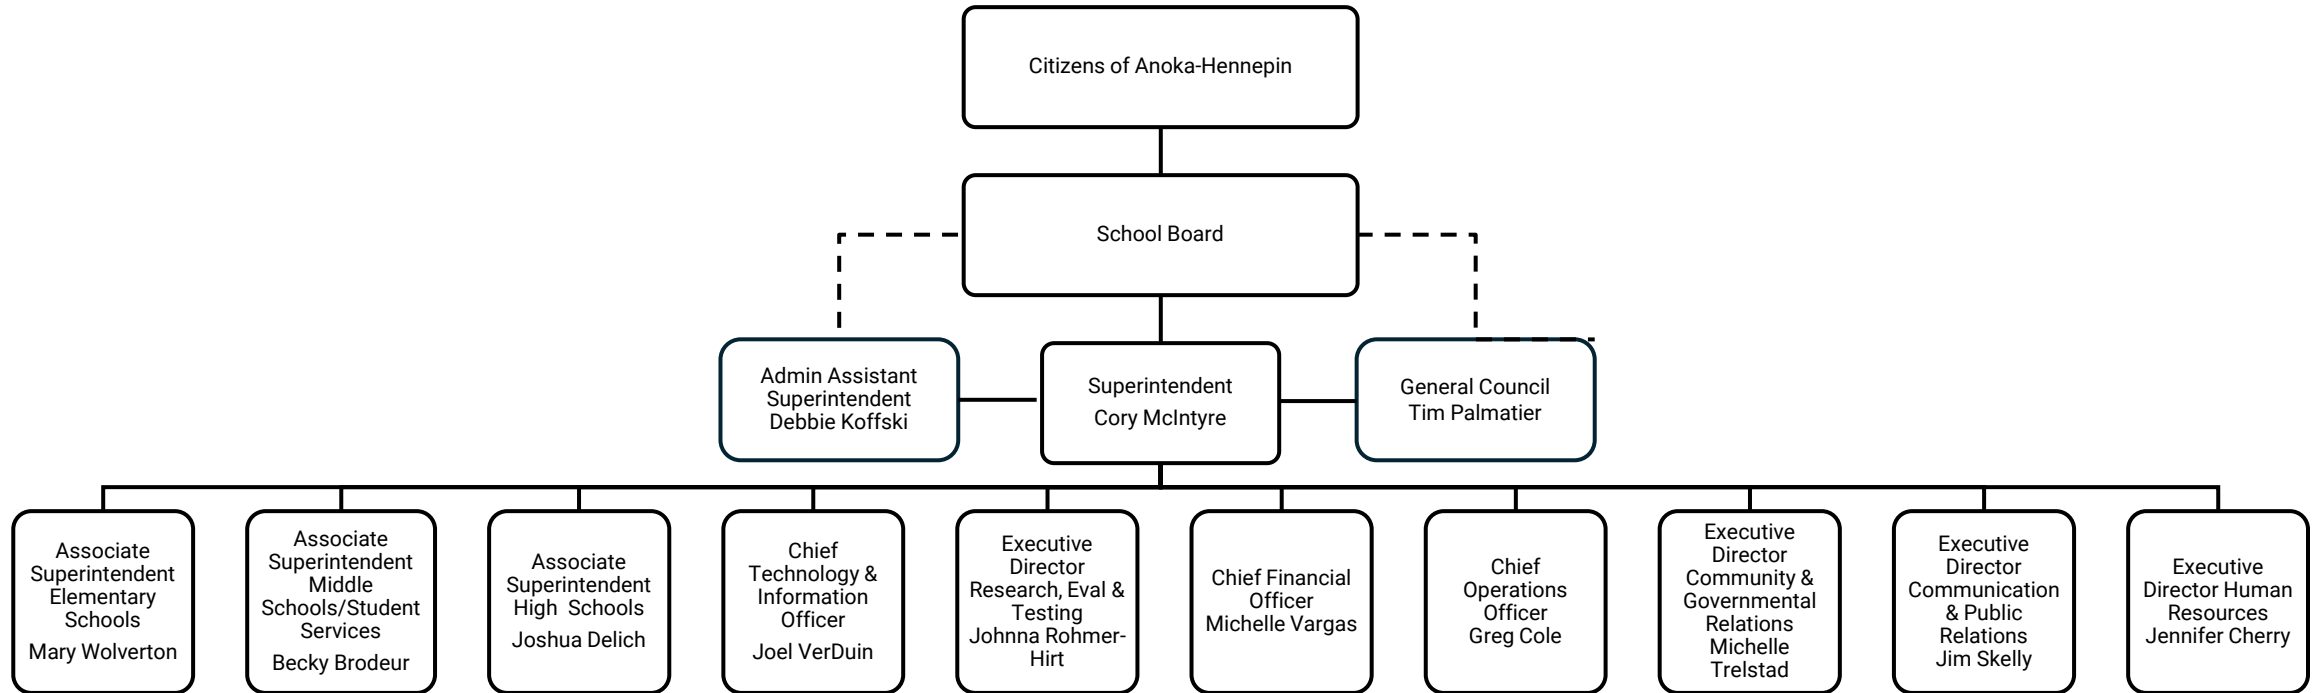 Citizens of Anoka-Hennepin
School Board
Admin Assistant
Superintendent
Debbie Koffski
Superintendent
Cory McIntyre
General Council
Tim Palmatier
Associate
Superintendent
Elementary
Schools
Mary Wolverton
Associate
Superintendent
Middle
Schools/Student
Services
Becky Brodeur
Associate
Superintendent
High Schools
Joshua Delich
Chief
Technology &
Information
Officer
Joel VerDuin
Executive
Director
Research, Eval &
Testing
Johnna Rohmer-
Hirt
Chief Financial
Officer
Michelle Vargas
Chief
Operations
Officer
Greg Cole
Executive
Director
Community &
Governmental
Relations
Michelle
Trelstad
Executive
Director
Communication
& Public
Relations
Jim Skelly
Executive
Director Human
Resources
Jennifer Cherry